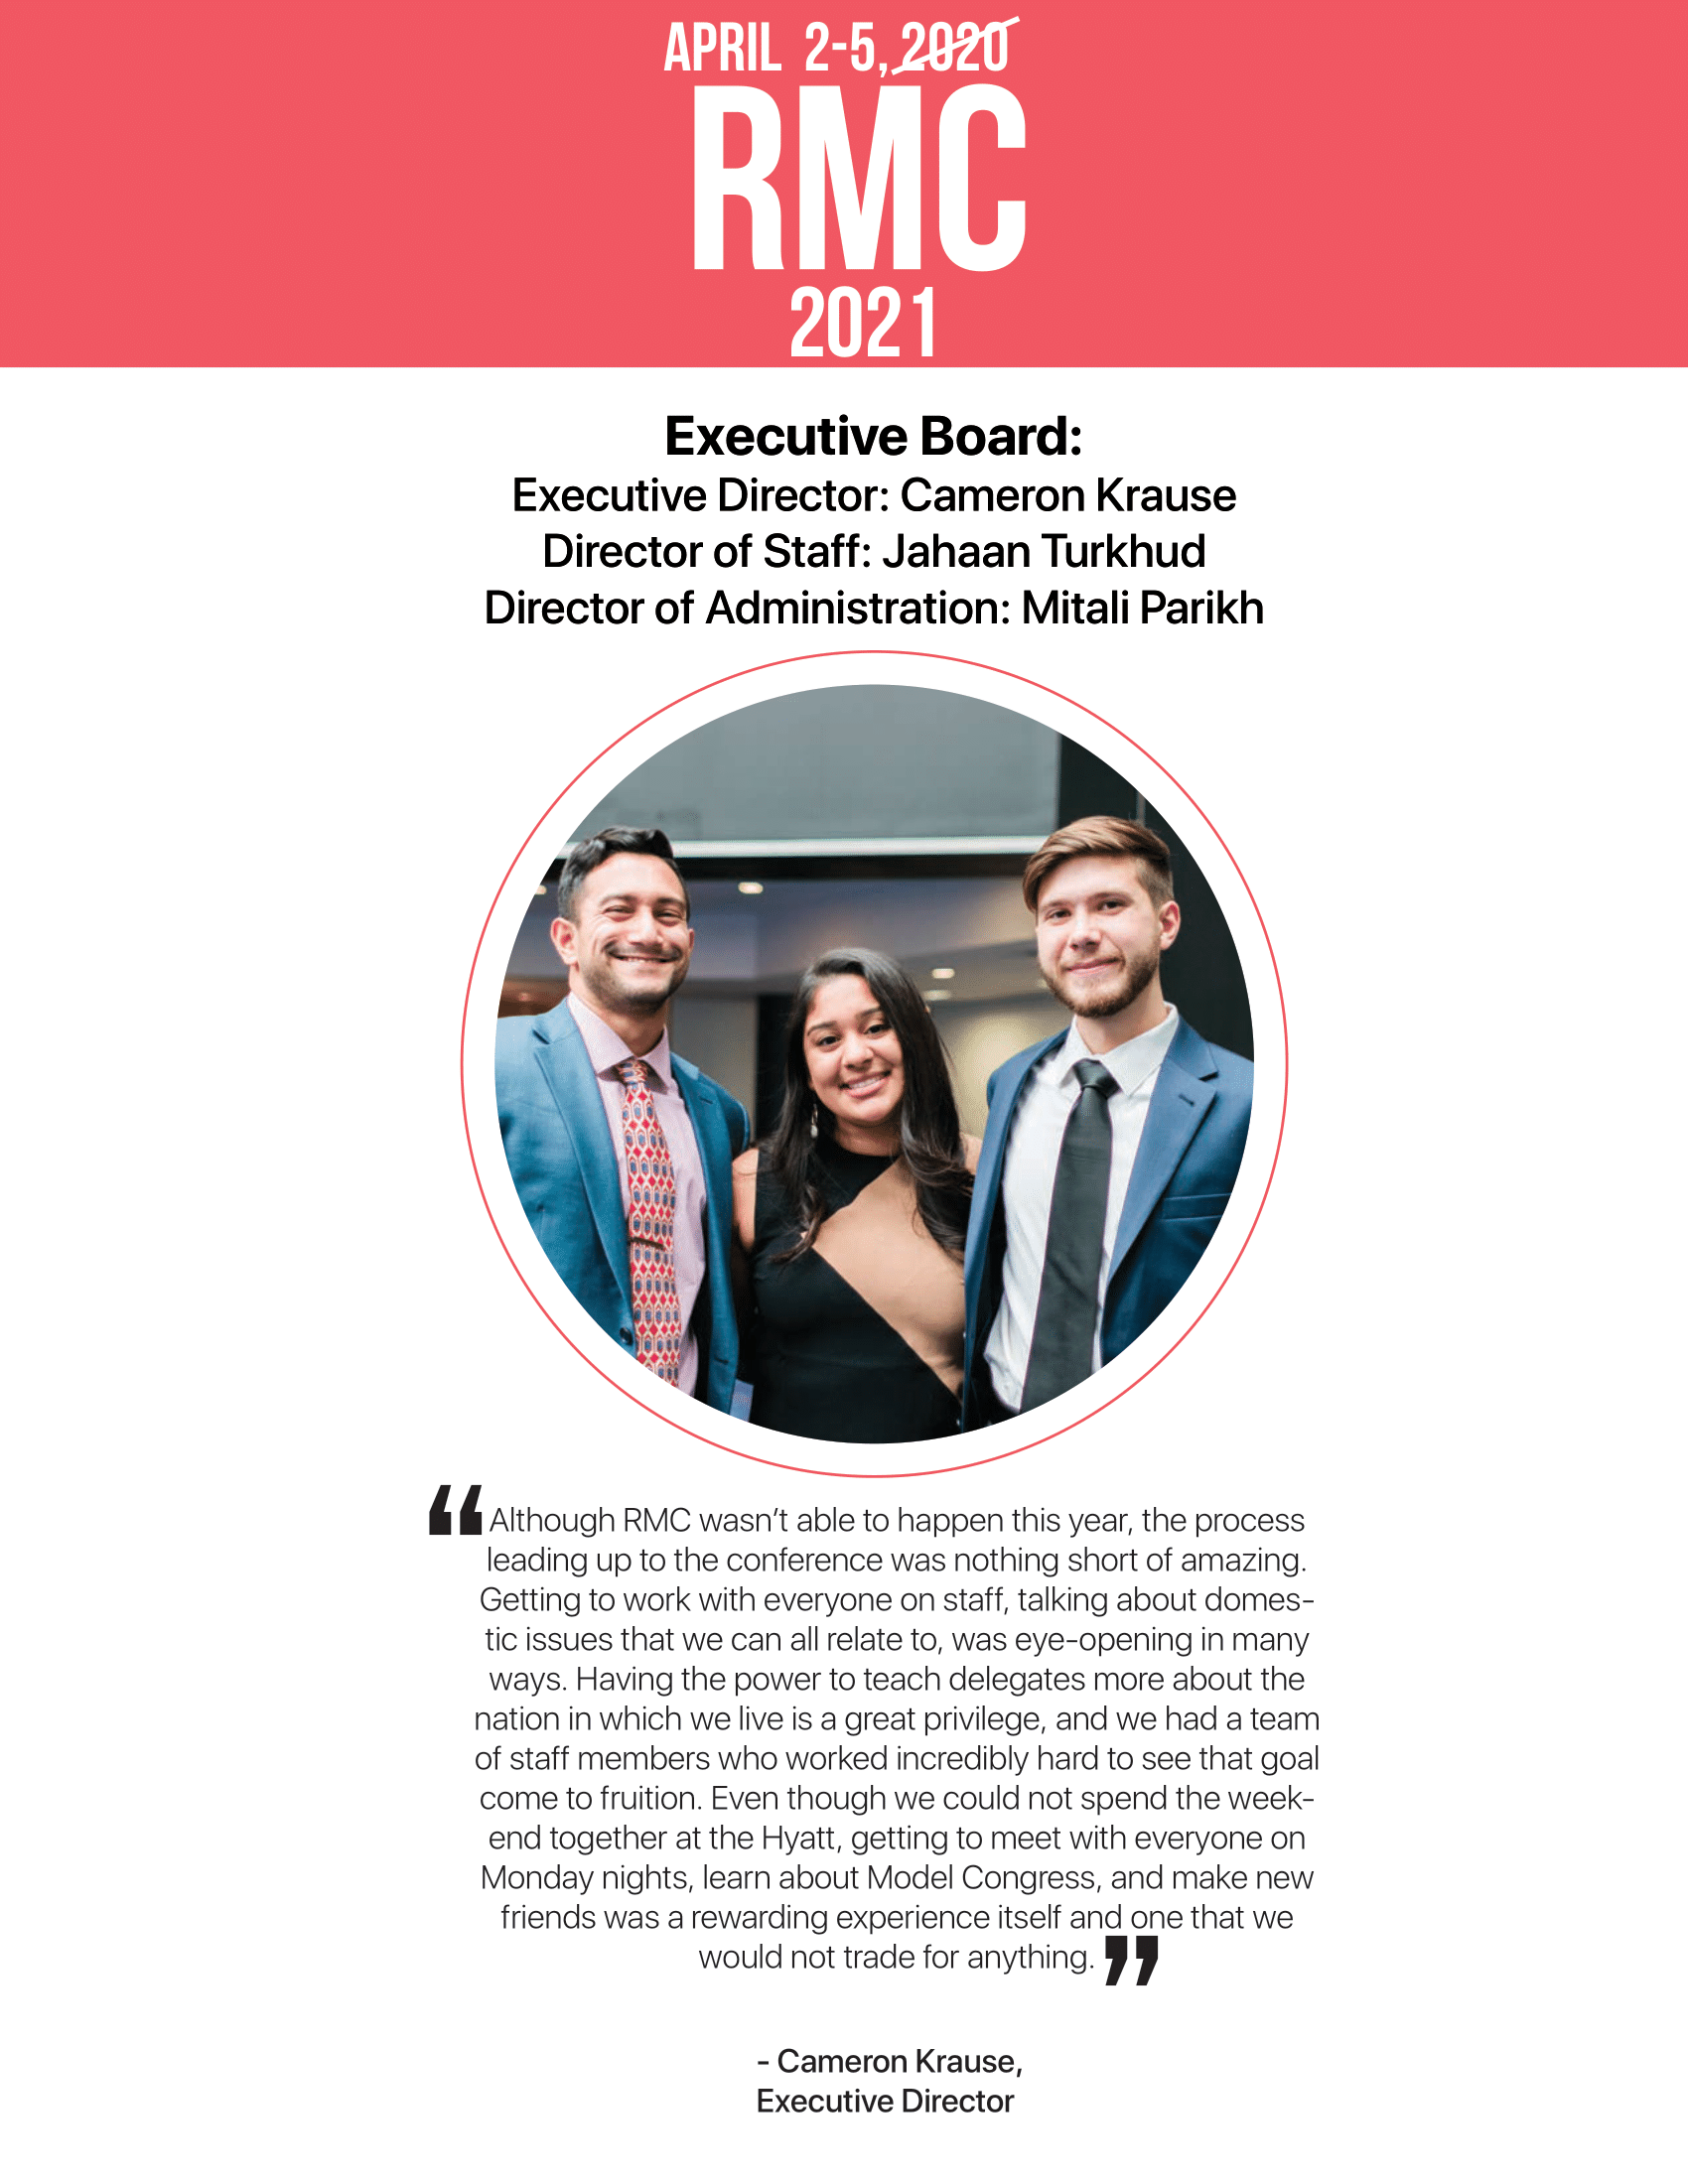 APRIL 2-5, 2020
RMC
2021
Executive Board:
Executive Director: Cameron Krause
Director of Staff: Jahaan Turkhud
Director of Administration: Mitali Parikh
“Although RMC wasn’t able to happen this year, the process
leading up to the conference was nothing short of amazing.
Getting to work with everyone on staff, talking about domes-
tic issues that we can all relate to, was eye-opening in many
ways. Having the power to teach delegates more about the
nation in which we live is a great privilege, and we had a team
of staff members who worked incredibly hard to see that goal
come to fruition. Even though we could not spend the week-
end together at the Hyatt, getting to meet with everyone on
Monday nights, learn about Model Congress, and make new
friends was a rewarding experience itself and one that we
would not trade for anything.”
- Cameron Krause,
Executive Director